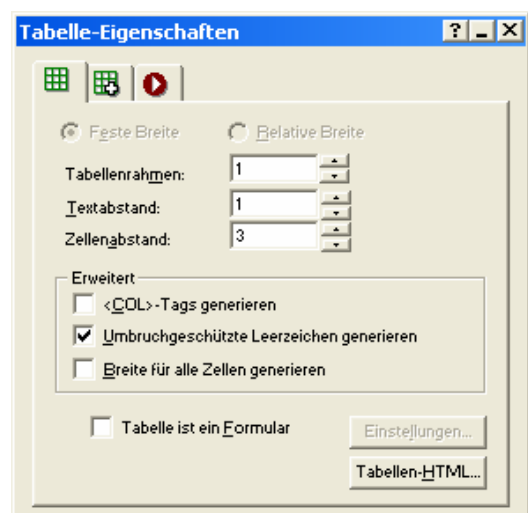 Tabelle-Eigenschaften
Feste Breite Relative Breite
Tabellenrahmen: 1
Textabstand: 1
Zellenabstand: 3
Erweitert
<COL>-Tags generieren
Umbruchgeschützte Leerzeichen generieren
Breite für alle Zellen generieren
Tabelle ist ein Formular Einstellungen...
Tabellen-HTML...